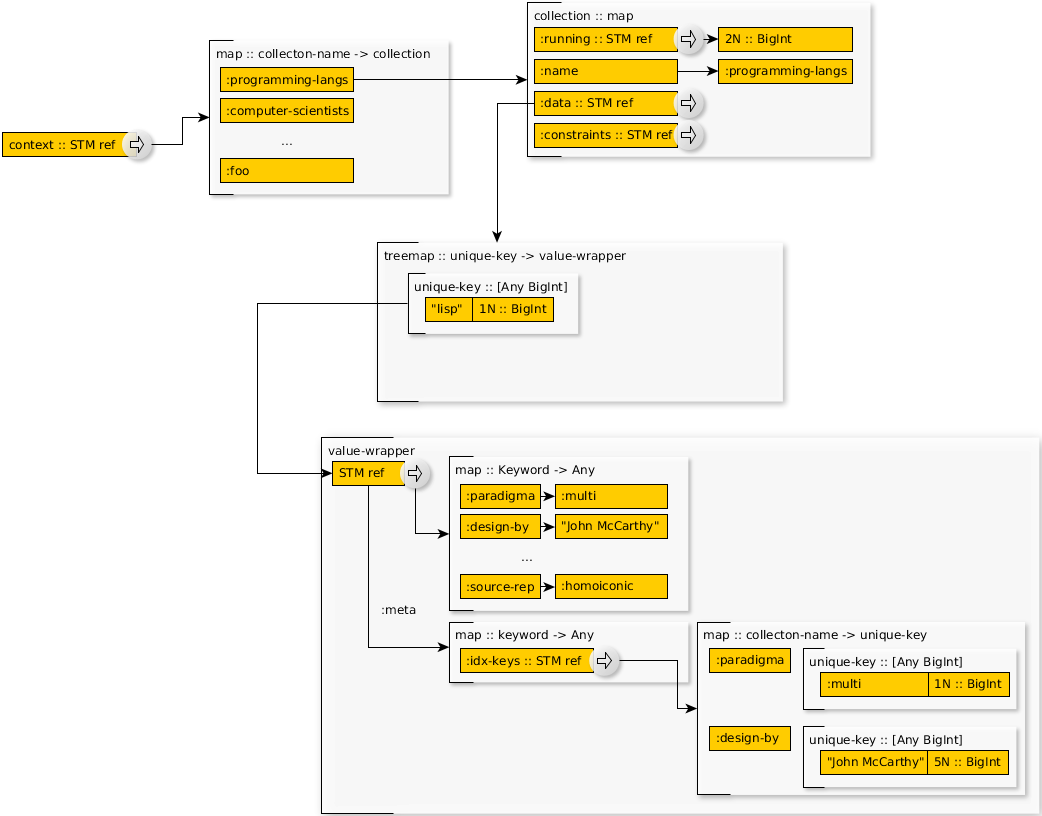 collection :: map
:running :: STM ref
2N :: BigInt
:name
:programming-langs
:data :: STM ref
:constraints :: STM ref
map :: collecton-name -> collection
:programming-langs
:computer-scientists
...
:foo
context :: STM ref
treemap :: unique-key -> value-wrapper
unique-key :: [Any BigInt]
"lisp"
1N :: BigInt
value-wrapper
STM ref
map :: Keyword -> Any
:paradigma
:multi
:design-by
"John McCarthy"
...
:source-rep
:homoiconic
:meta
map :: keyword -> Any
:idx-keys :: STM ref
map :: collecton-name -> unique-key
:paradigma
unique-key :: [Any BigInt]
:multi
1N :: BigInt
:design-by
unique-key :: [Any BigInt]
"John McCarthy"
5N :: BigInt